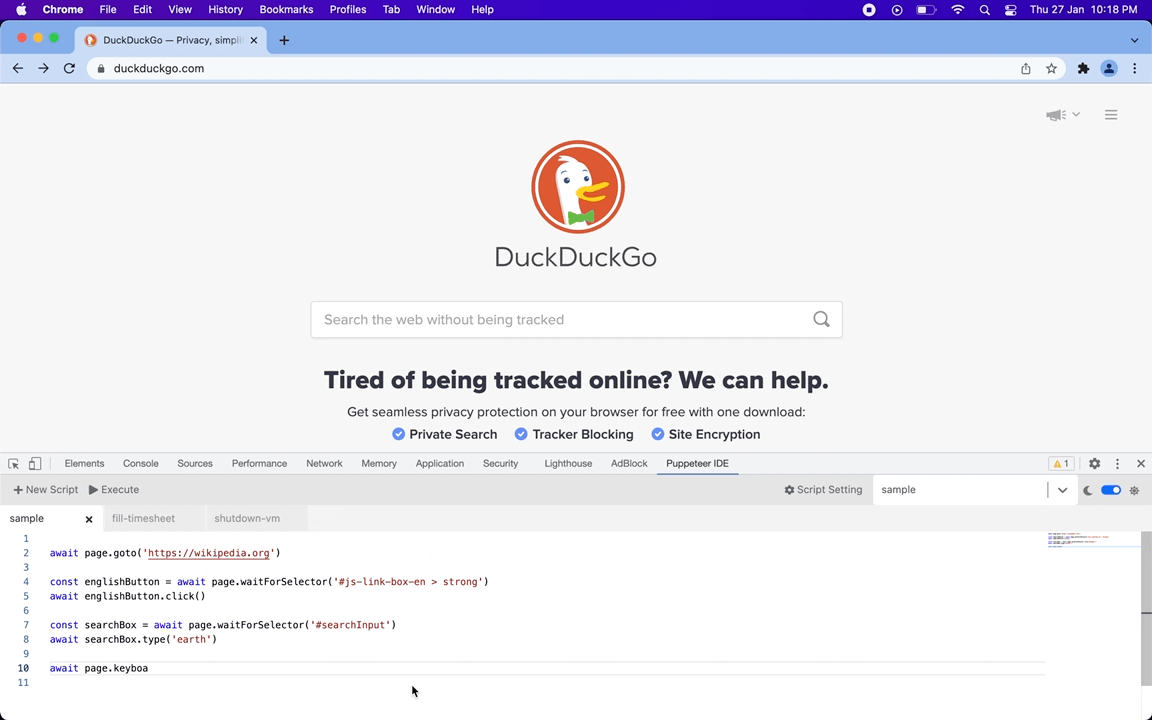 Chrome File Edit View History Bookmarks Profiles Tab Window Help Thu 27 Jan 10:18 PM
DuckDuckGo — Privacy, simpli
duckduckgo.com
DuckDuckGo
Search the web without being tracked
Tired of being tracked online? We can help.
Get seamless privacy protection on your browser for free with one download:
Private Search Tracker Blocking Site Encryption
Elements Console Sources Performance Network Memory Application Security Lighthouse AdBlock Puppeteer IDE 1
+ New Script Execute Script Setting sample
sample fill-timesheet shutdown-vm
1
2 await page.goto('https://wikipedia.org')
3
4 const englishButton = await page.waitForSelector('#js-link-box-en > strong')
5 await englishButton.click()
6
7 const searchBox = await page.waitForSelector('#searchInput')
8 await searchBox.type('earth')
9
10 await page.keyboa
11